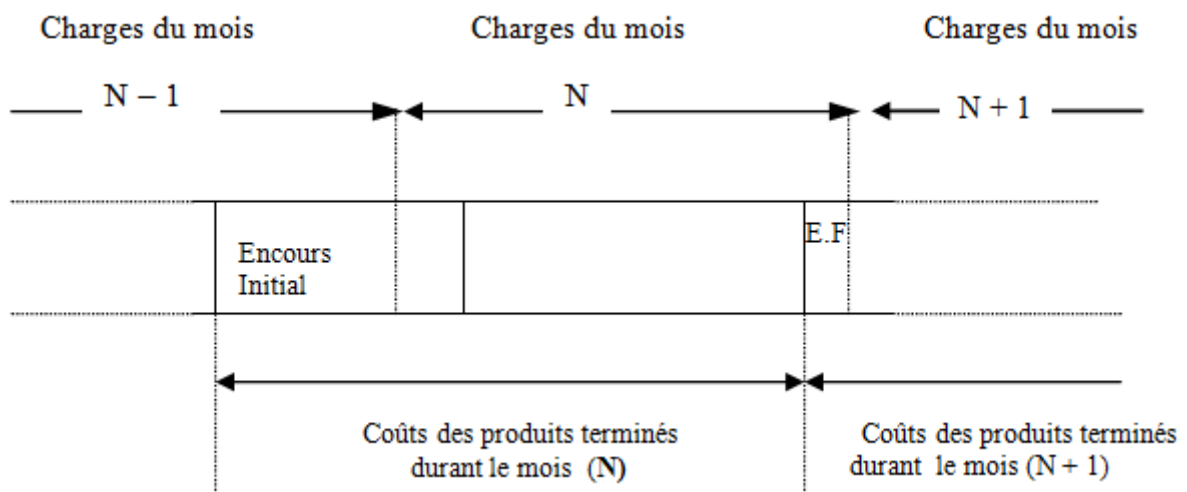 Charges du mois
Charges du mois
Charges du mois
N – 1
N
N + 1
Encours
Initial
E.F
Coûts des produits terminés
durant le mois (N)
Coûts des produits terminés
durant le mois (N + 1)